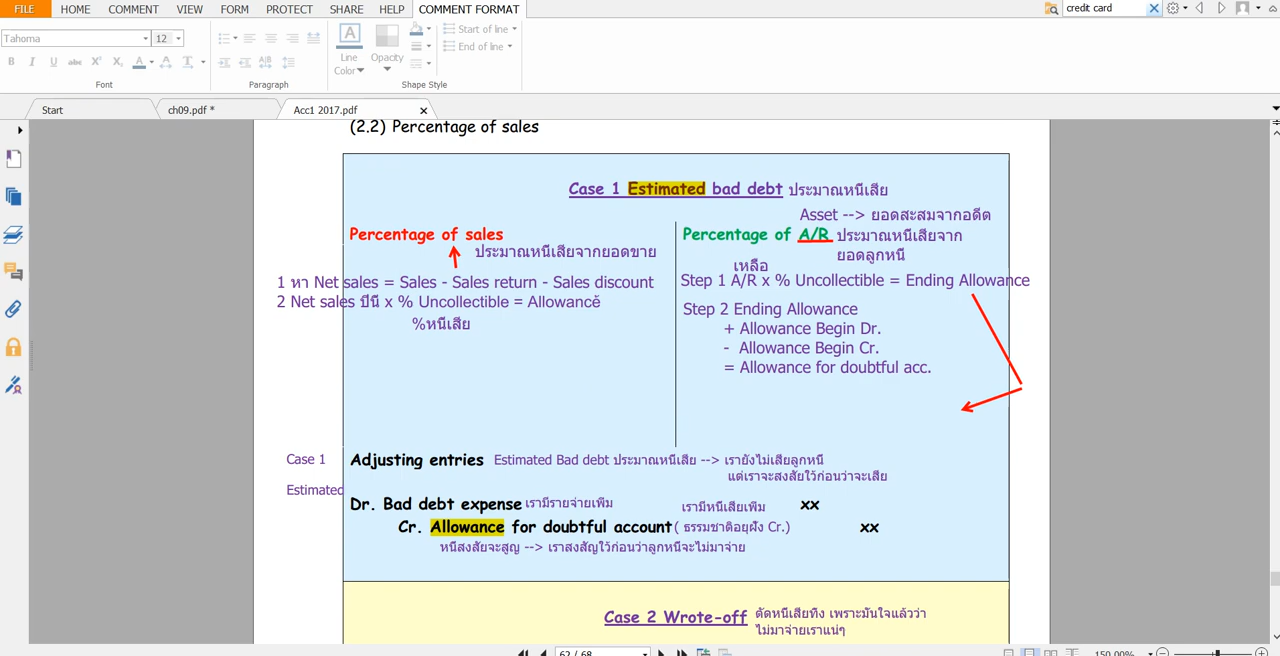 FILE HOME COMMENT VIEW FORM PROTECT SHARE HELP COMMENT FORMAT credit card
Tahoma 12
Start of line
End of line
B I U abc X² X₂ A A T
Line Color Opacity
Font Paragraph Shape Style
Start ch09.pdf * Acc1 2017.pdf
(2.2) Percentage of sales
Case 1 Estimated bad debt ประมาณหนี้เสีย
Asset --> ยอดสะสมจากอดีต
Percentage of sales
Percentage of A/R ประมาณหนี้เสียจาก
ยอดลูกหนี้
ประมาณหนี้เสียจากยอดขาย
เหลือ
1 หา Net sales = Sales - Sales return - Sales discount
2 Net sales ปีนี้ x % Uncollectible = Allowance
%หนี้เสีย
Step 1 A/R x % Uncollectible = Ending Allowance
Step 2 Ending Allowance
+ Allowance Begin Dr.
- Allowance Begin Cr.
= Allowance for doubtful acc.
Case 1
Estimated
Adjusting entries Estimated Bad debt ประมาณหนี้เสีย --> เรายังไม่เสียลูกหนี้
แต่เราจะสงสัยไว้ก่อนว่าจะเสีย
Dr. Bad debt expense เรามีรายจ่ายเพิ่ม เรามีหนี้เสียเพิ่ม xx
Cr. Allowance for doubtful account ( ธรรมชาติอยู่ฝั่ง Cr.) xx
หนี้สงสัยจะสูญ --> เราสงสัญไว้ก่อนว่าลูกหนี้จะไม่มาจ่าย
Case 2 Wrote-off ตัดหนี้เสียทิ้ง เพราะมั่นใจแล้วว่า
ไม่มาจ่ายเราแน่ๆ
62 / 68 150.00%